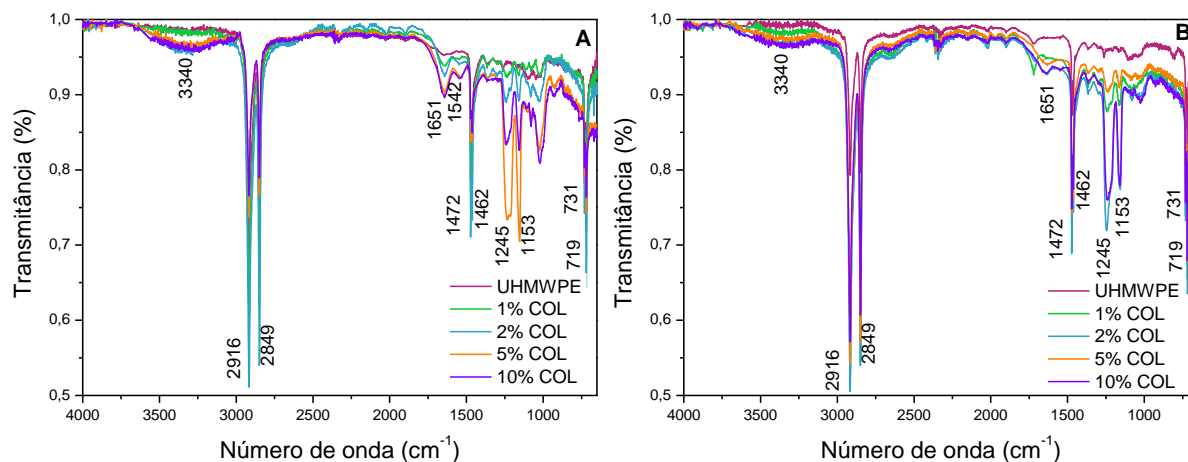 A
1,0
0,9
0,8
0,7
0,6
0,5
Transmitância (%)
4000 3500 3000 2500 2000 1500 1000
Número de onda (cm-1)
3340
2916
2849
1651
1542
1472
1462
1245
1153
731
719
UHMWPE
1% COL
2% COL
5% COL
10% COL
B
1,0
0,9
0,8
0,7
0,6
0,5
Transmitância (%)
4000 3500 3000 2500 2000 1500 1000
Número de onda (cm-1)
3340
2916
2849
1651
1472
1462
1245
1153
731
719
UHMWPE
1% COL
2% COL
5% COL
10% COL